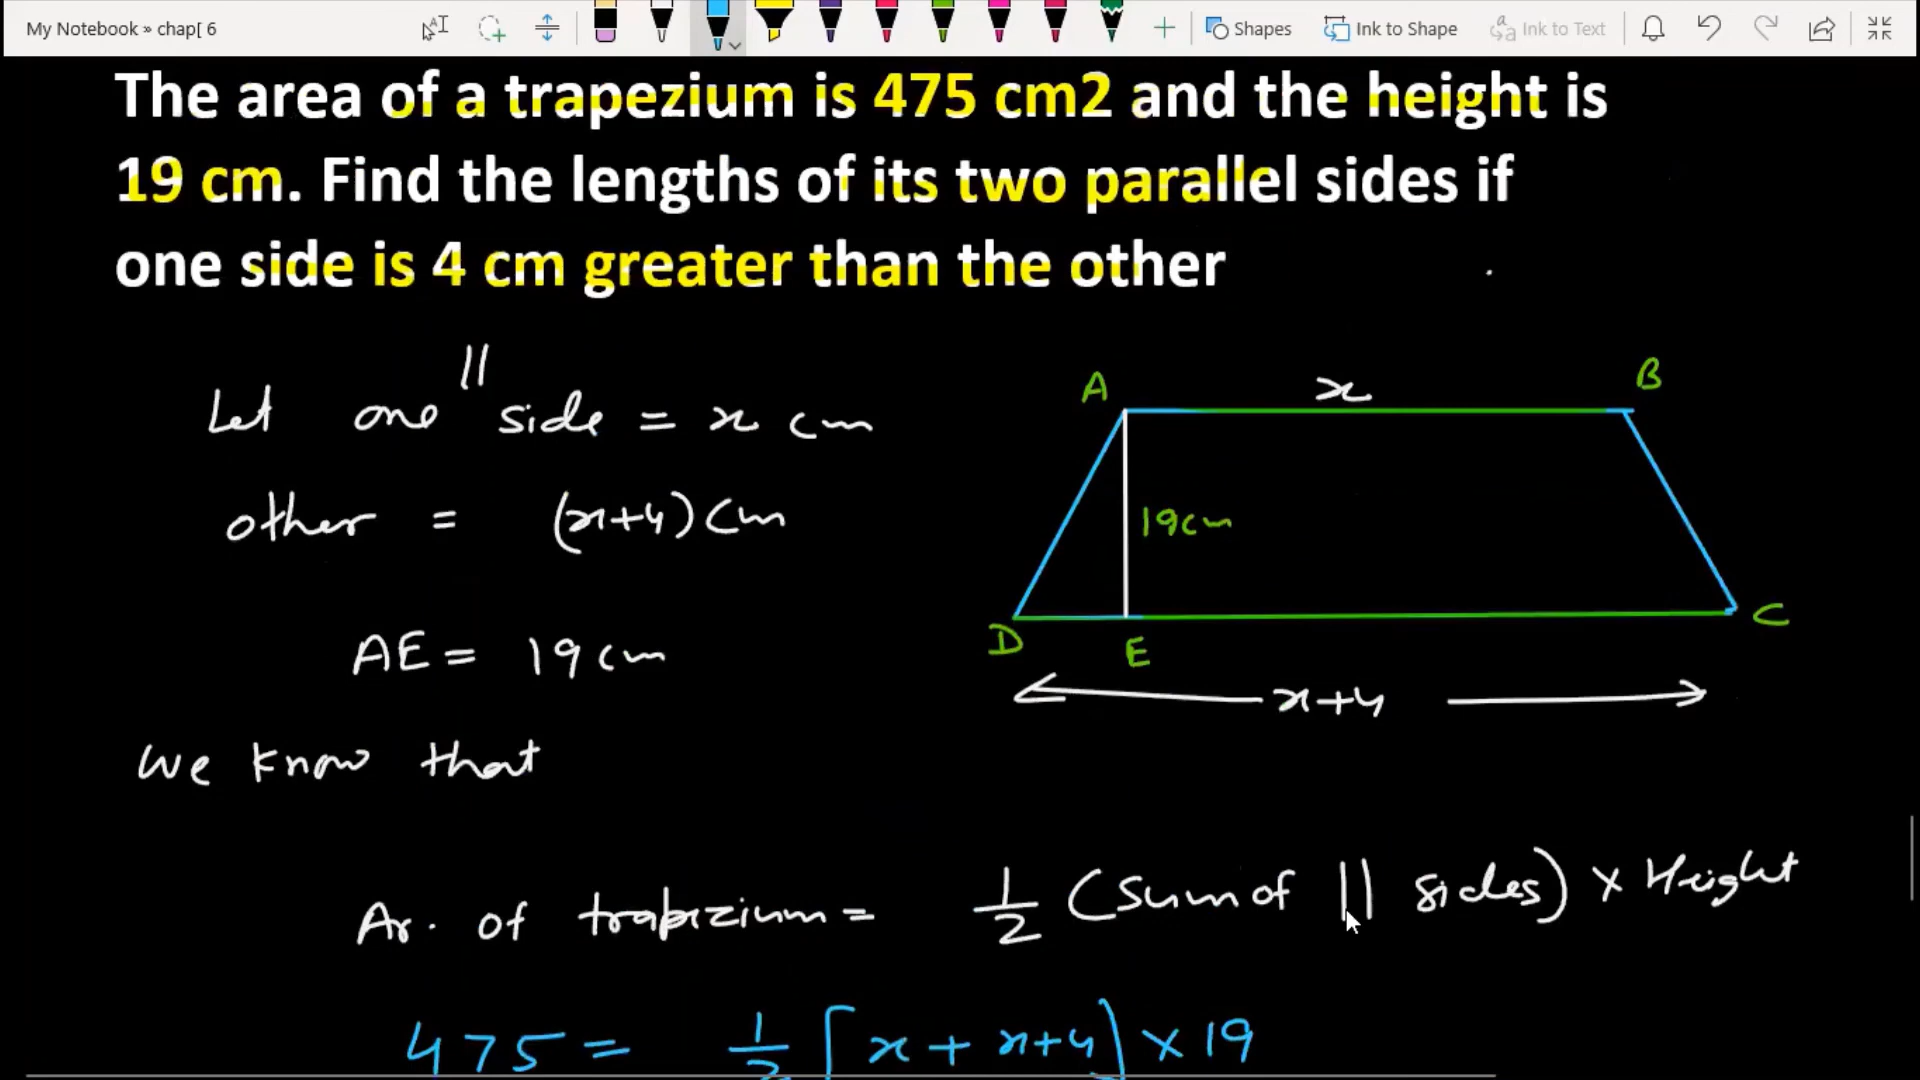 My Notebook » chap[ 6
Shapes Ink to Shape Ink to Text
The area of a trapezium is 475 cm2 and the height is
19 cm. Find the lengths of its two parallel sides if
one side is 4 cm greater than the other
Let one || side = x cm
other = (x+4) cm
AE = 19 cm
We know that
A x B
19cm
D E C
x+4
Ar. of trapezium = 1/2 (Sum of || sides) × Height
475 = 1/2 [x + x+4] × 19